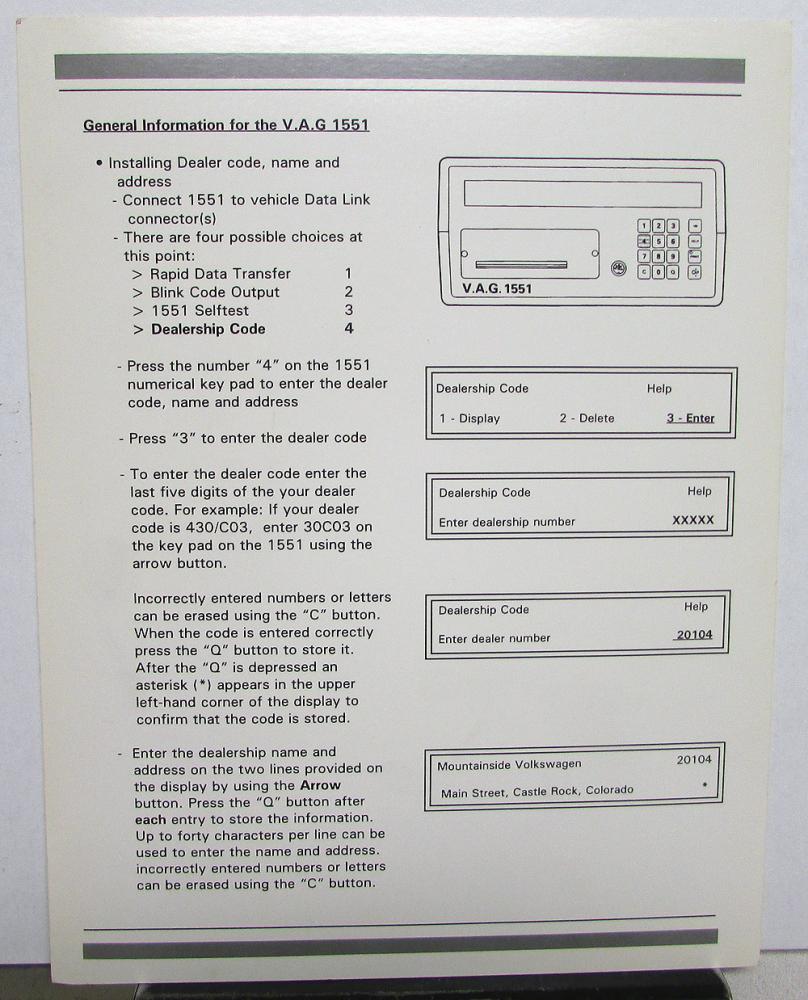 General Information for the V.A.G 1551
• Installing Dealer code, name and
address
- Connect 1551 to vehicle Data Link
connector(s)
- There are four possible choices at
this point:
> Rapid Data Transfer 1
> Blink Code Output 2
> 1551 Selftest 3
> Dealership Code 4
- Press the number “4” on the 1551
numerical key pad to enter the dealer
code, name and address
- Press “3” to enter the dealer code
- To enter the dealer code enter the
last five digits of the your dealer
code. For example: If your dealer
code is 430/C03, enter 30C03 on
the key pad on the 1551 using the
arrow button.
Incorrectly entered numbers or letters
can be erased using the “C” button.
When the code is entered correctly
press the “Q” button to store it.
After the “Q” is depressed an
asterisk (*) appears in the upper
left-hand corner of the display to
confirm that the code is stored.
- Enter the dealership name and
address on the two lines provided on
the display by using the Arrow
button. Press the “Q” button after
each entry to store the information.
Up to forty characters per line can be
used to enter the name and address.
incorrectly entered numbers or letters
can be erased using the “C” button.
1 2 3
4 5 6
7 8 9
C 0 Q
V.A.G. 1551
Dealership Code Help
1 - Display 2 - Delete 3 - Enter
Dealership Code Help
Enter dealership number XXXXX
Dealership Code Help
Enter dealer number 20104
Mountainside Volkswagen 20104
Main Street, Castle Rock, Colorado *